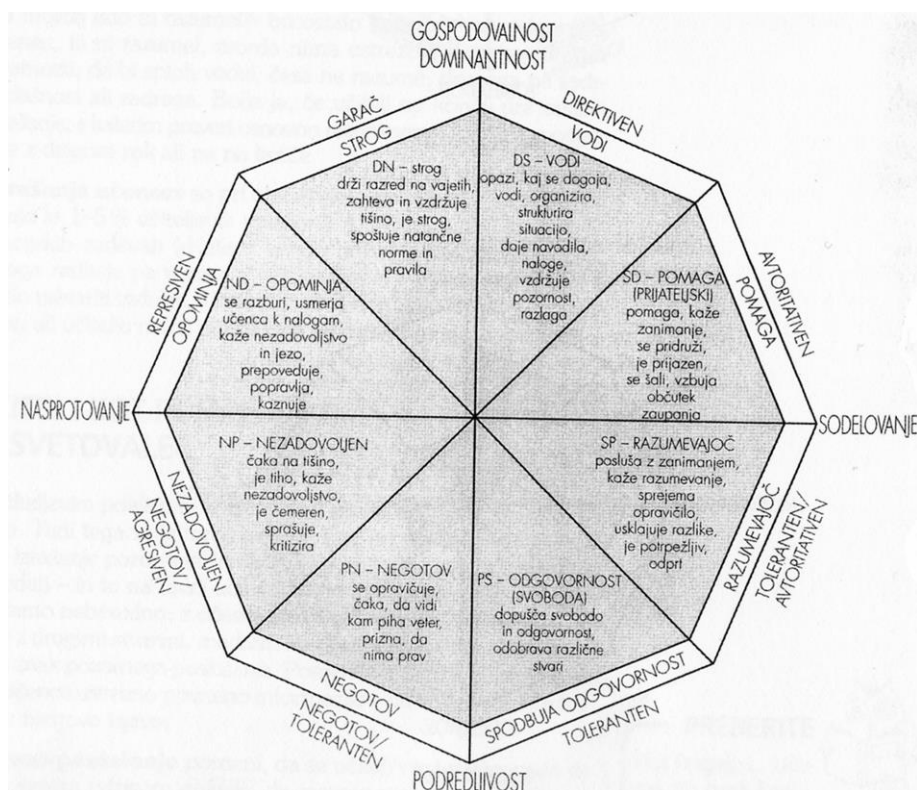 GOSPODOVALNOST
DOMINANTNOST
GARAČ
STROG
DIREKTIVEN
VODI
DN – strog
drži razred na vajetih,
zahteva in vzdržuje
tišino, je strog,
spoštuje natančne
norme in
pravila
DS – VODI
opazi, kaj se dogaja,
vodi, organizira,
strukturira
situacijo,
daje navodila,
naloge,
vzdržuje
pozornost,
razlaga
REPRESIVEN
OPOMINJA
ND – OPOMINJA
se razburi, usmerja
učenca k nalogam,
kaže nezadovoljstvo
in jezo,
prepoveduje,
popravlja,
kaznuje
SD – POMAGA
(PRIJATELJSKI)
pomaga, kaže
zanimanje,
se pridruži,
je prijazen,
se šali, vzbuja
občutek
zaupanja
AVTORITATIVEN
POMAGA
NASPROTOVANJE
SODELOVANJE
NP – NEZADOVOLJEN
čaka na tišino,
je tiho, kaže
nezadovoljstvo,
je čemeren,
sprašuje,
kritizira
SP – RAZUMEVAJOČ
posluša z zanimanjem,
kaže razumevanje,
sprejema
opravičilo,
usklajuje razlike,
je potrpežljiv,
odprt
NEZADOVOLJEN
NEGOTOV/
AGRESIVEN
RAZUMEVAJOČ
TOLERANTEN/
AVTORITATIVEN
PN – NEGOTOV
se opravičuje,
čaka, da vidi
kam piha veter,
prizna, da
nima prav
PS – ODGOVORNOST
(SVOBODA)
dopušča svobodo
in odgovornost,
odobrava različne
stvari
NEGOTOV
NEGOTOV/
TOLERANTEN
SPODBUJA ODGOVORNOST
TOLERANTEN
PODREDLJIVOST